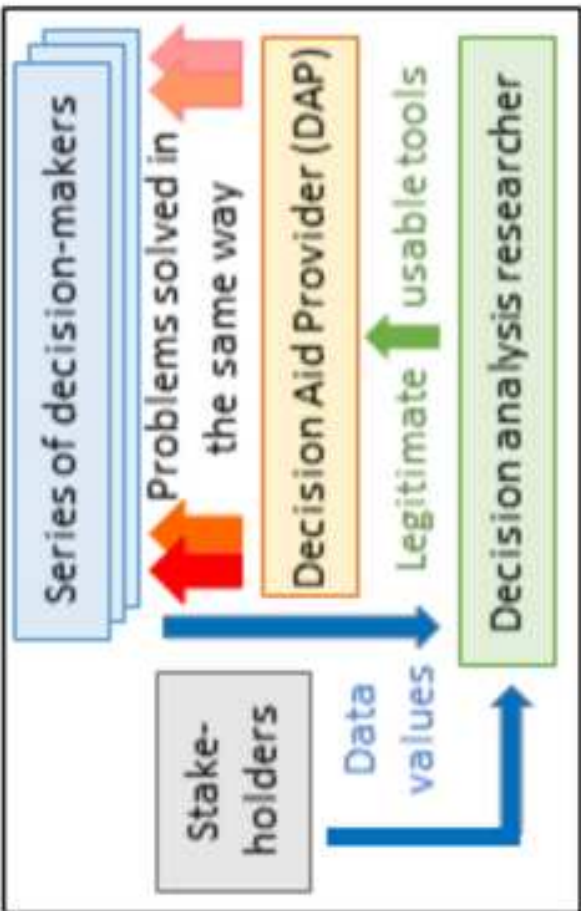 Series of decision-makers
Problems solved in
the same way
Decision Aid Provider (DAP)
Legitimate usable tools
Decision analysis researcher
Stake-
holders
Data
values